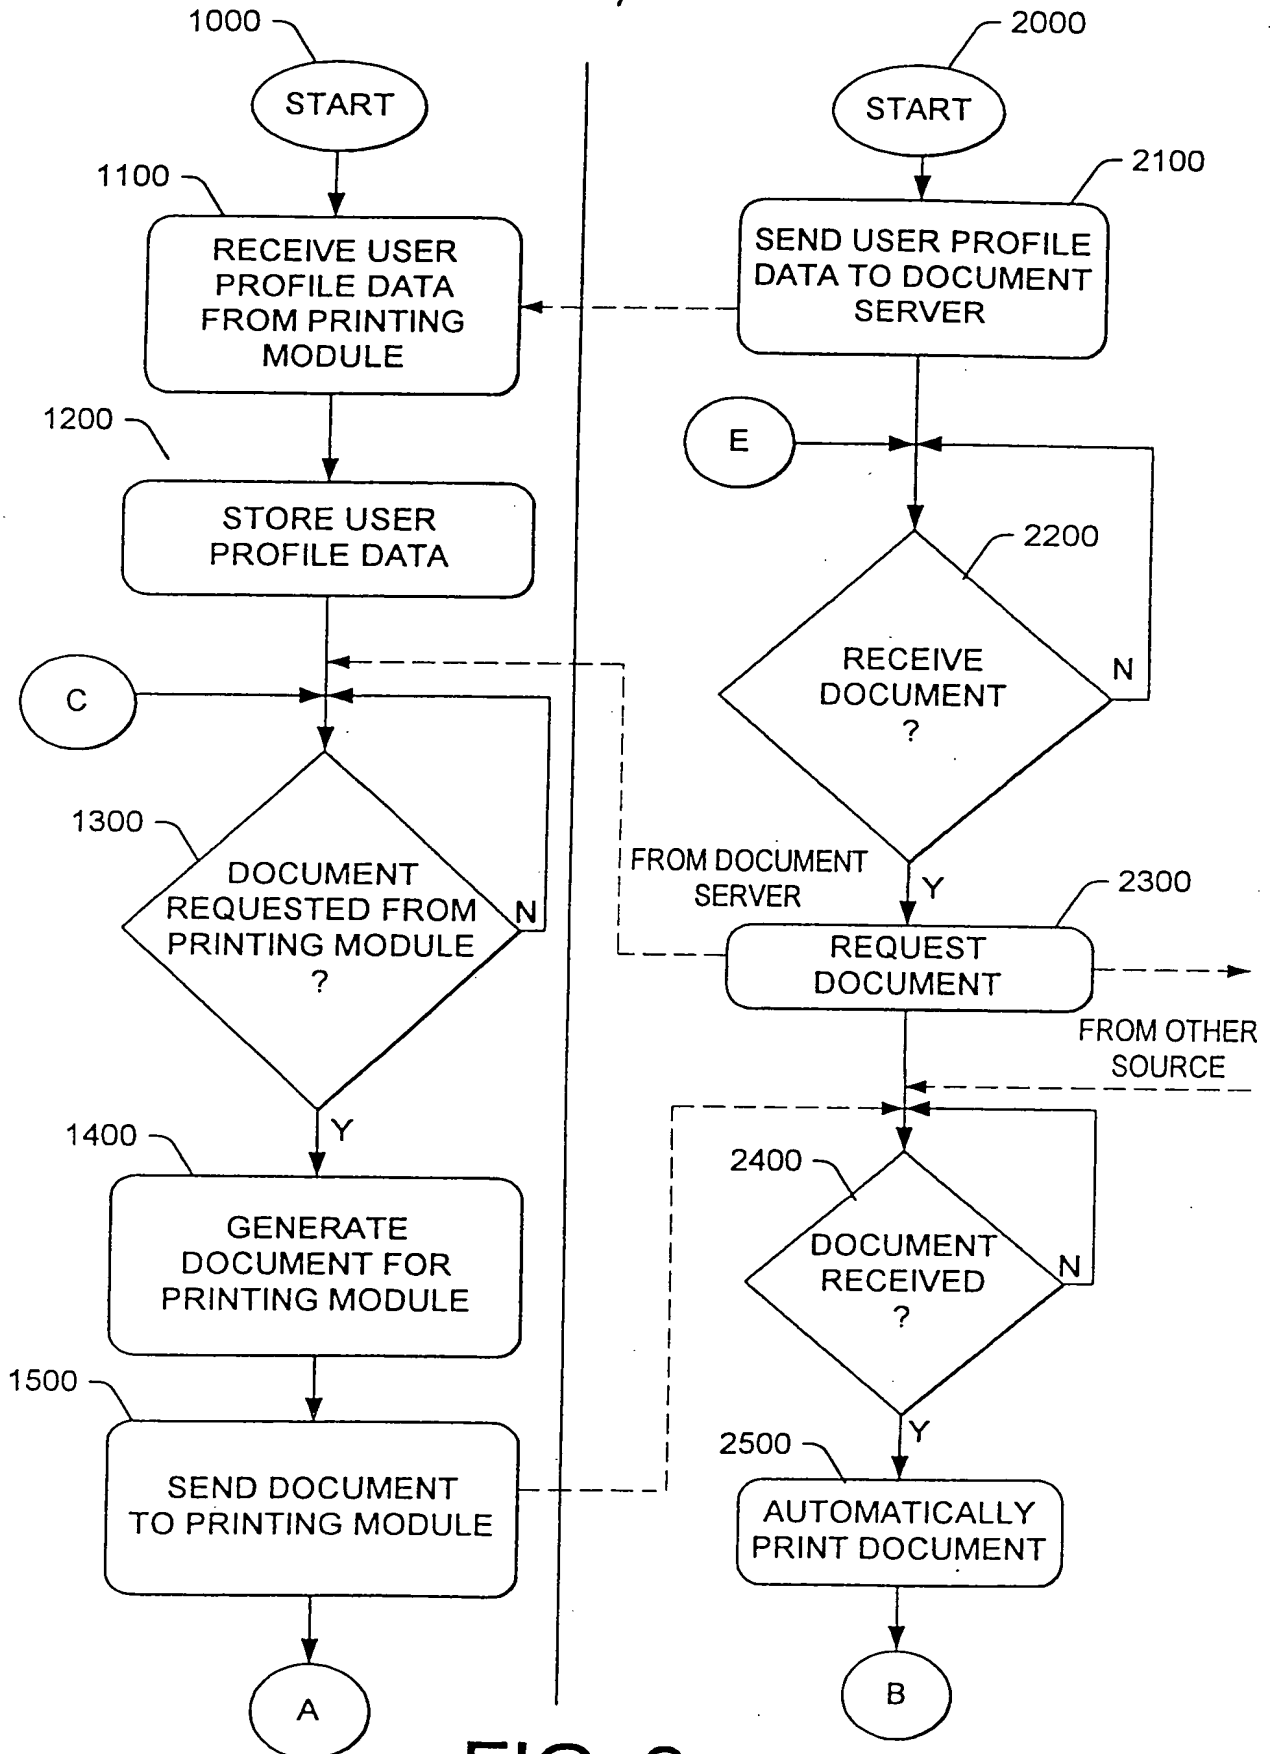 1000
START
1100
RECEIVE USER
PROFILE DATA
FROM PRINTING
MODULE
1200
STORE USER
PROFILE DATA
C
1300
DOCUMENT
REQUESTED FROM
PRINTING MODULE
?
N
Y
1400
GENERATE
DOCUMENT FOR
PRINTING MODULE
1500
SEND DOCUMENT
TO PRINTING MODULE
A
2000
START
2100
SEND USER PROFILE
DATA TO DOCUMENT
SERVER
E
2200
RECEIVE
DOCUMENT
?
N
Y
FROM DOCUMENT
SERVER
2300
REQUEST
DOCUMENT
FROM OTHER
SOURCE
2400
DOCUMENT
RECEIVED
?
N
Y
2500
AUTOMATICALLY
PRINT DOCUMENT
B
FIG.